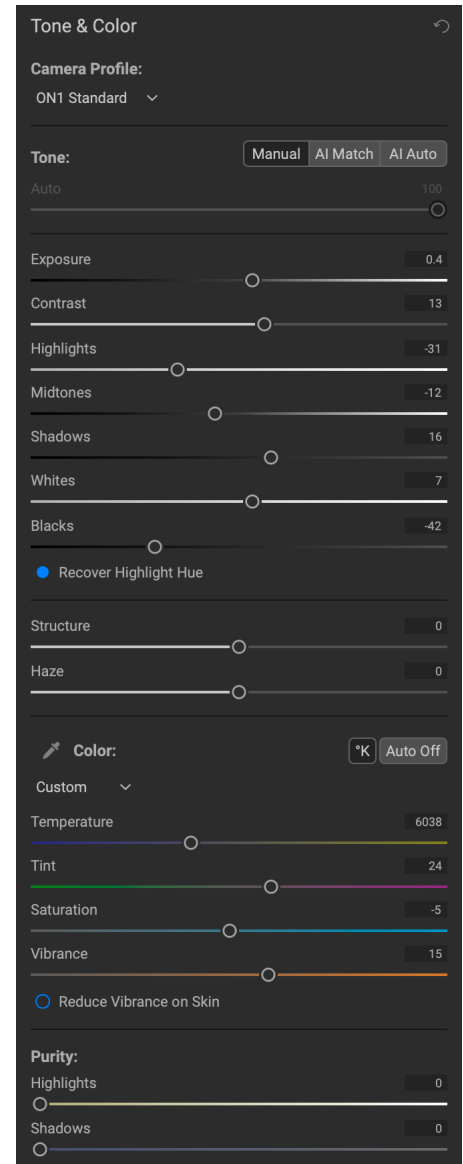 Tone & Color
Camera Profile:
ON1 Standard
Tone: Manual AI Match AI Auto
Auto 100
Exposure 0.4
Contrast 13
Highlights -31
Midtones -12
Shadows 16
Whites 7
Blacks -42
Recover Highlight Hue
Structure 0
Haze 0
Color: °K Auto Off
Custom
Temperature 6038
Tint 24
Saturation -5
Vibrance 15
Reduce Vibrance on Skin
Purity:
Highlights 0
Shadows 0